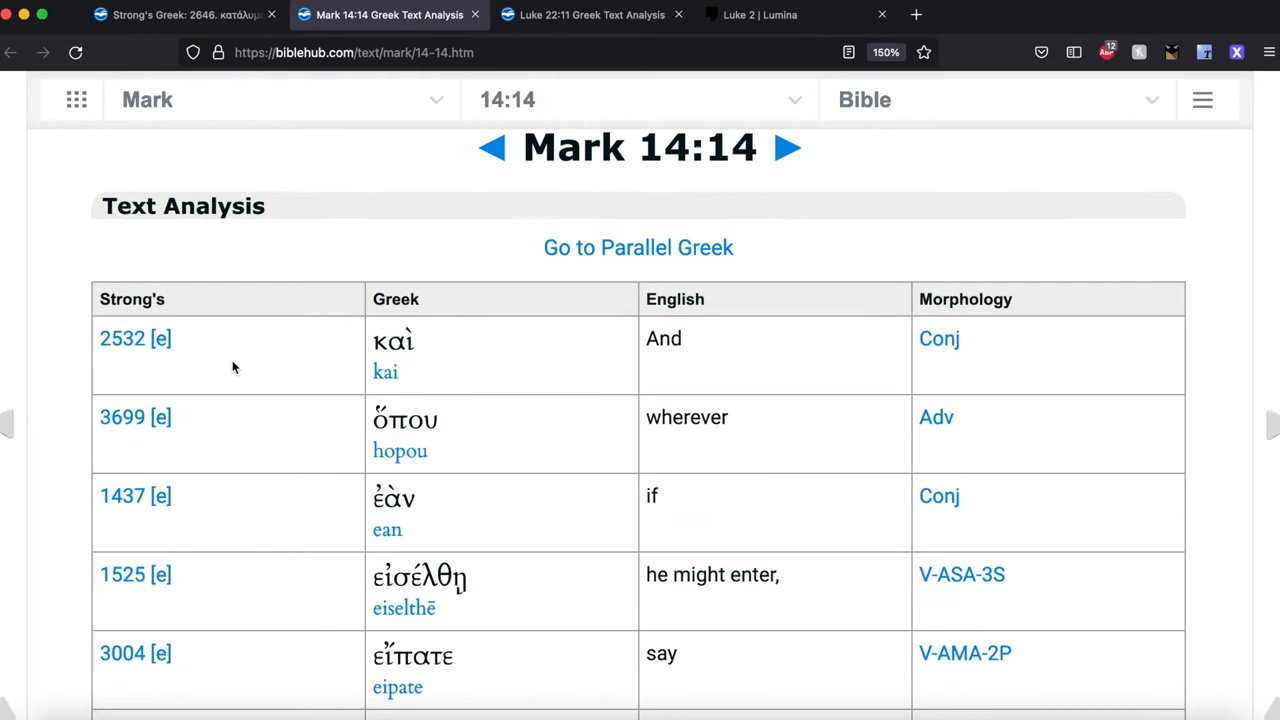 Strong's Greek: 2646. κατάλυμα
Mark 14:14 Greek Text Analysis
Luke 22:11 Greek Text Analysis
Luke 2 | Lumina
https://biblehub.com/text/mark/14-14.htm
150%
12
Mark
14:14
Bible
Mark 14:14
Text Analysis
Go to Parallel Greek
Strong's Greek English Morphology
2532 [e] καὶ And Conj
kai
3699 [e] ὅπου wherever Adv
hopou
1437 [e] ἐὰν if Conj
ean
1525 [e] εἰσέλθῃ he might enter, V-ASA-3S
eiselthē
3004 [e] εἴπατε say V-AMA-2P
eipate